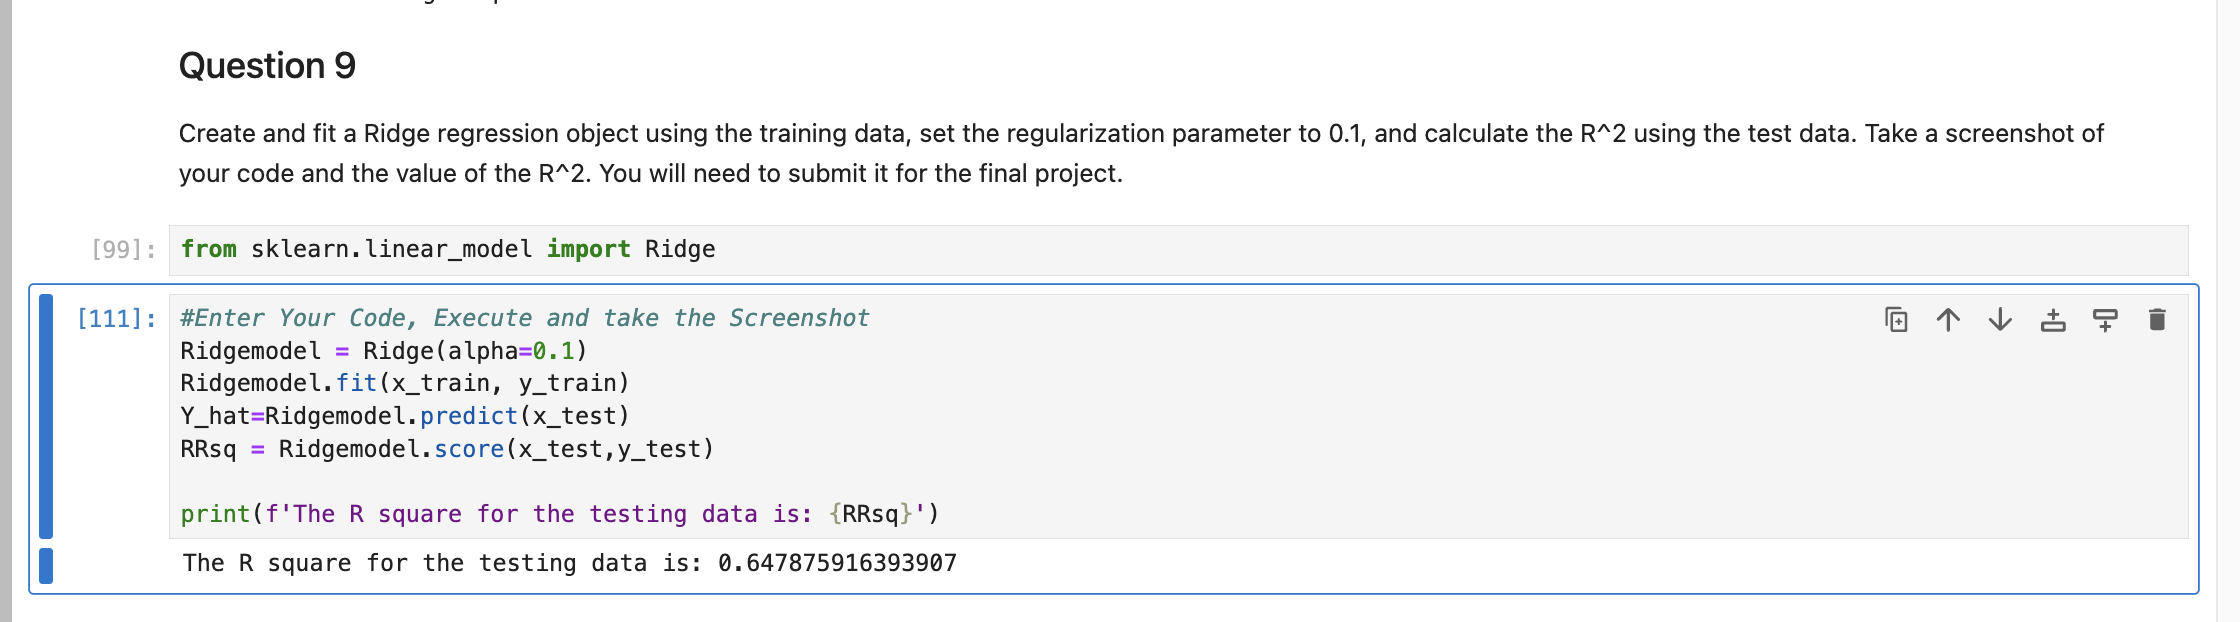 Question 9
Create and fit a Ridge regression object using the training data, set the regularization parameter to 0.1, and calculate the R^2 using the test data. Take a screenshot of
your code and the value of the R^2. You will need to submit it for the final project.
[99]: from sklearn.linear_model import Ridge
[111]: #Enter Your Code, Execute and take the Screenshot
Ridgemodel = Ridge(alpha=0.1)
Ridgemodel.fit(x_train, y_train)
Y_hat=Ridgemodel.predict(x_test)
RRsq = Ridgemodel.score(x_test,y_test)
print(f'The R square for the testing data is: {RRsq}')
The R square for the testing data is: 0.647875916393907